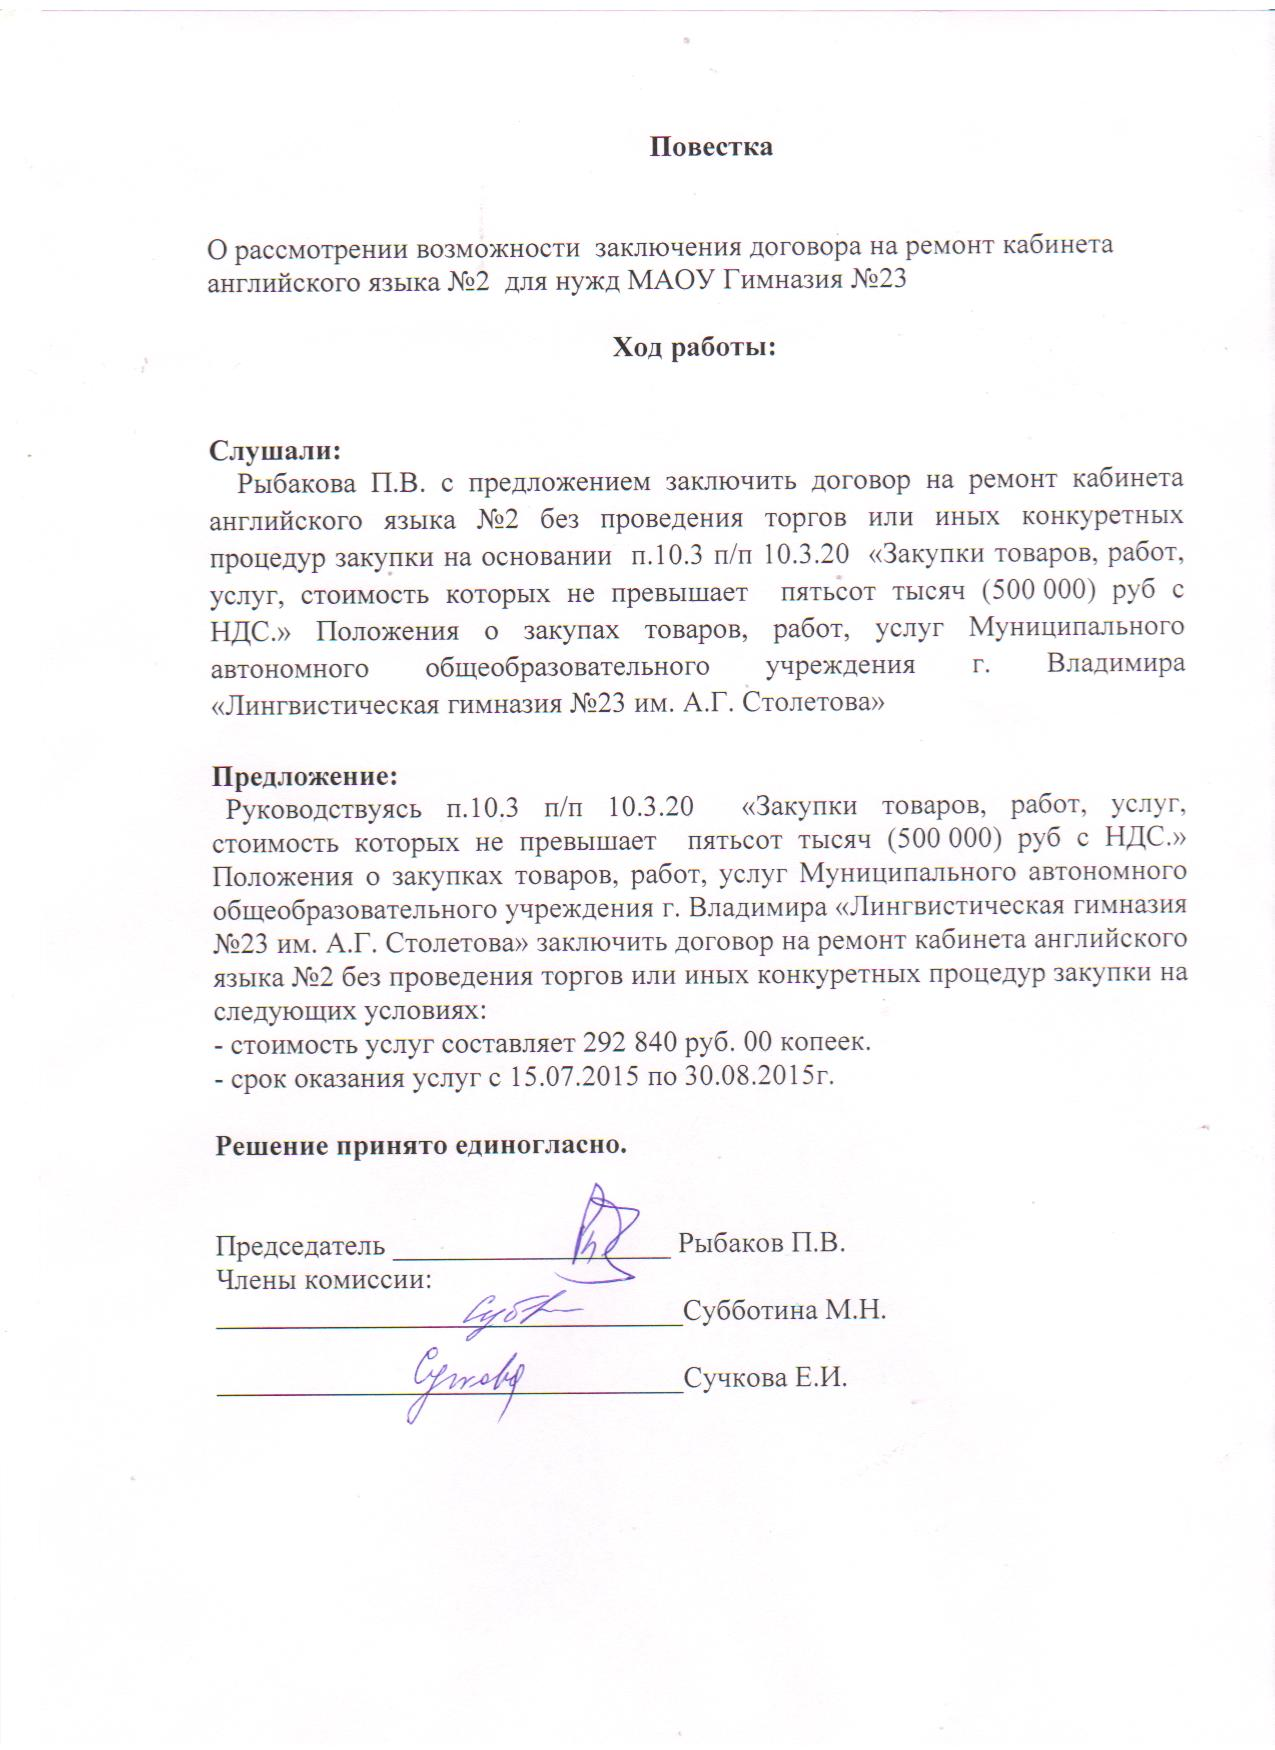 Повестка
О рассмотрении возможности заключения договора на ремонт кабинета
английского языка №2 для нужд МАОУ Гимназия №23
Ход работы:
Слушали:
Рыбакова П.В. с предложением заключить договор на ремонт кабинета
английского языка №2 без проведения торгов или иных конкуретных
процедур закупки на основании п.10.3 п/п 10.3.20 «Закупки товаров, работ,
услуг, стоимость которых не превышает пятьсот тысяч (500 000) руб с
НДС.» Положения о закупах товаров, работ, услуг Муниципального
автономного общеобразовательного учреждения г. Владимира
«Лингвистическая гимназия №23 им. А.Г. Столетова»
Предложение:
Руководствуясь п.10.3 п/п 10.3.20 «Закупки товаров, работ, услуг,
стоимость которых не превышает пятьсот тысяч (500 000) руб с НДС.»
Положения о закупках товаров, работ, услуг Муниципального автономного
общеобразовательного учреждения г. Владимира «Лингвистическая гимназия
№23 им. А.Г. Столетова» заключить договор на ремонт кабинета английского
языка №2 без проведения торгов или иных конкуретных процедур закупки на
следующих условиях:
- стоимость услуг составляет 292 840 руб. 00 копеек.
- срок оказания услуг с 15.07.2015 по 30.08.2015г.
Решение принято единогласно.
Председатель ____________________ Рыбаков П.В.
Члены комиссии:
__________________________________Субботина М.Н.
__________________________________Сучкова Е.И.